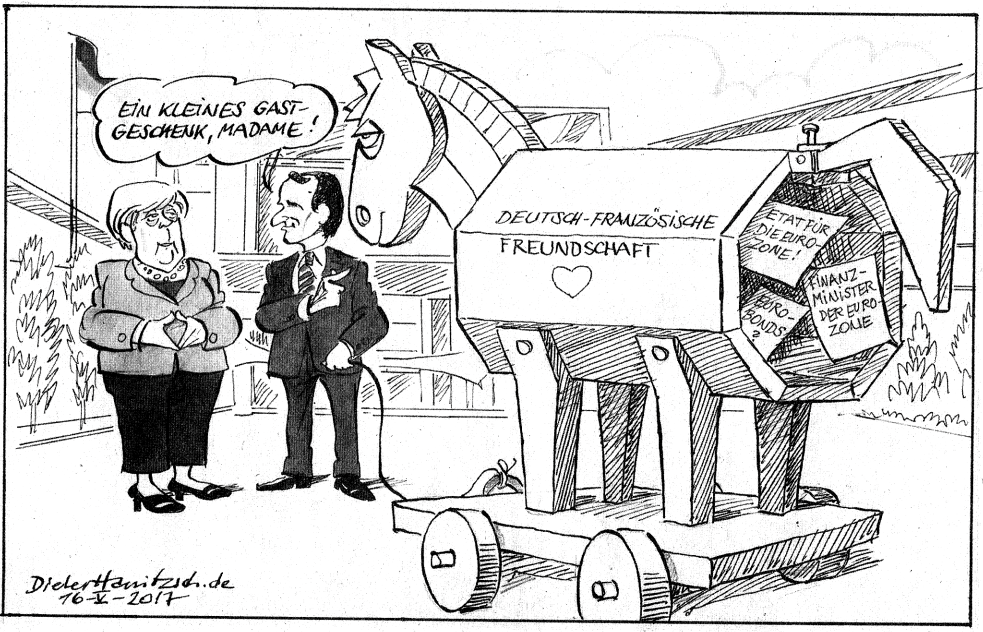 EIN KLEINES GAST-
GESCHENK, MADAME!
DEUTSCH-FRANZÖSISCHE
FREUNDSCHAFT
ETAT FÜR
DIE EURO-
ZONE!
FINANZ-
MINISTER
DER EURO-
ZONE
EURO-
BONDS
?
DieterHanitzsch.de
16-V-2017